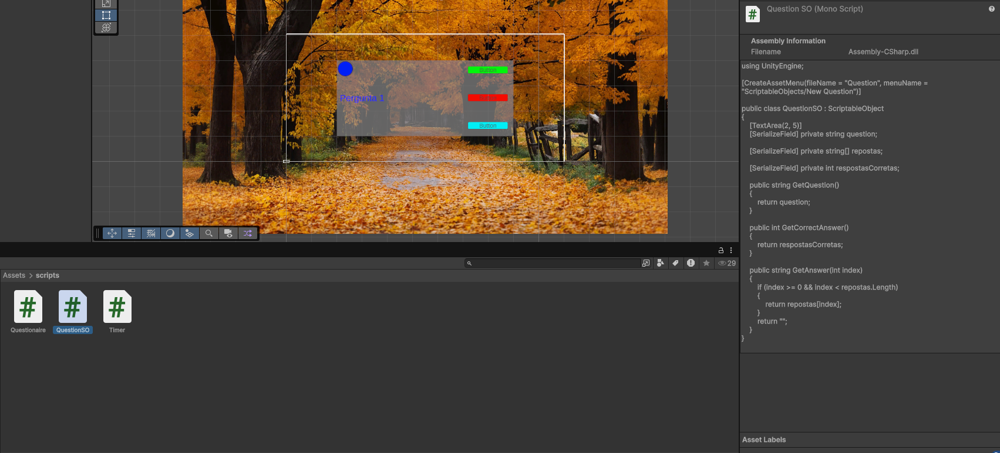 Question SO (Mono Script)
Assembly Information
Filename Assembly-CSharp.dll
using UnityEngine;
[CreateAssetMenu(fileName = "Question", menuName =
"ScriptableObjects/New Question")]
public class QuestionSO : ScriptableObject
{
[TextArea(2, 5)]
[SerializeField] private string question;
[SerializeField] private string[] repostas;
[SerializeField] private int respostasCorretas;
public string GetQuestion()
{
return question;
}
public int GetCorrectAnswer()
{
return respostasCorretas;
}
public string GetAnswer(int index)
{
if (index >= 0 && index < repostas.Length)
{
return repostas[index];
}
return "";
}
}
Asset Labels
Button
Pergunta 1
Button
29
Assets > scripts
Questionaire
QuestionSO
Timer